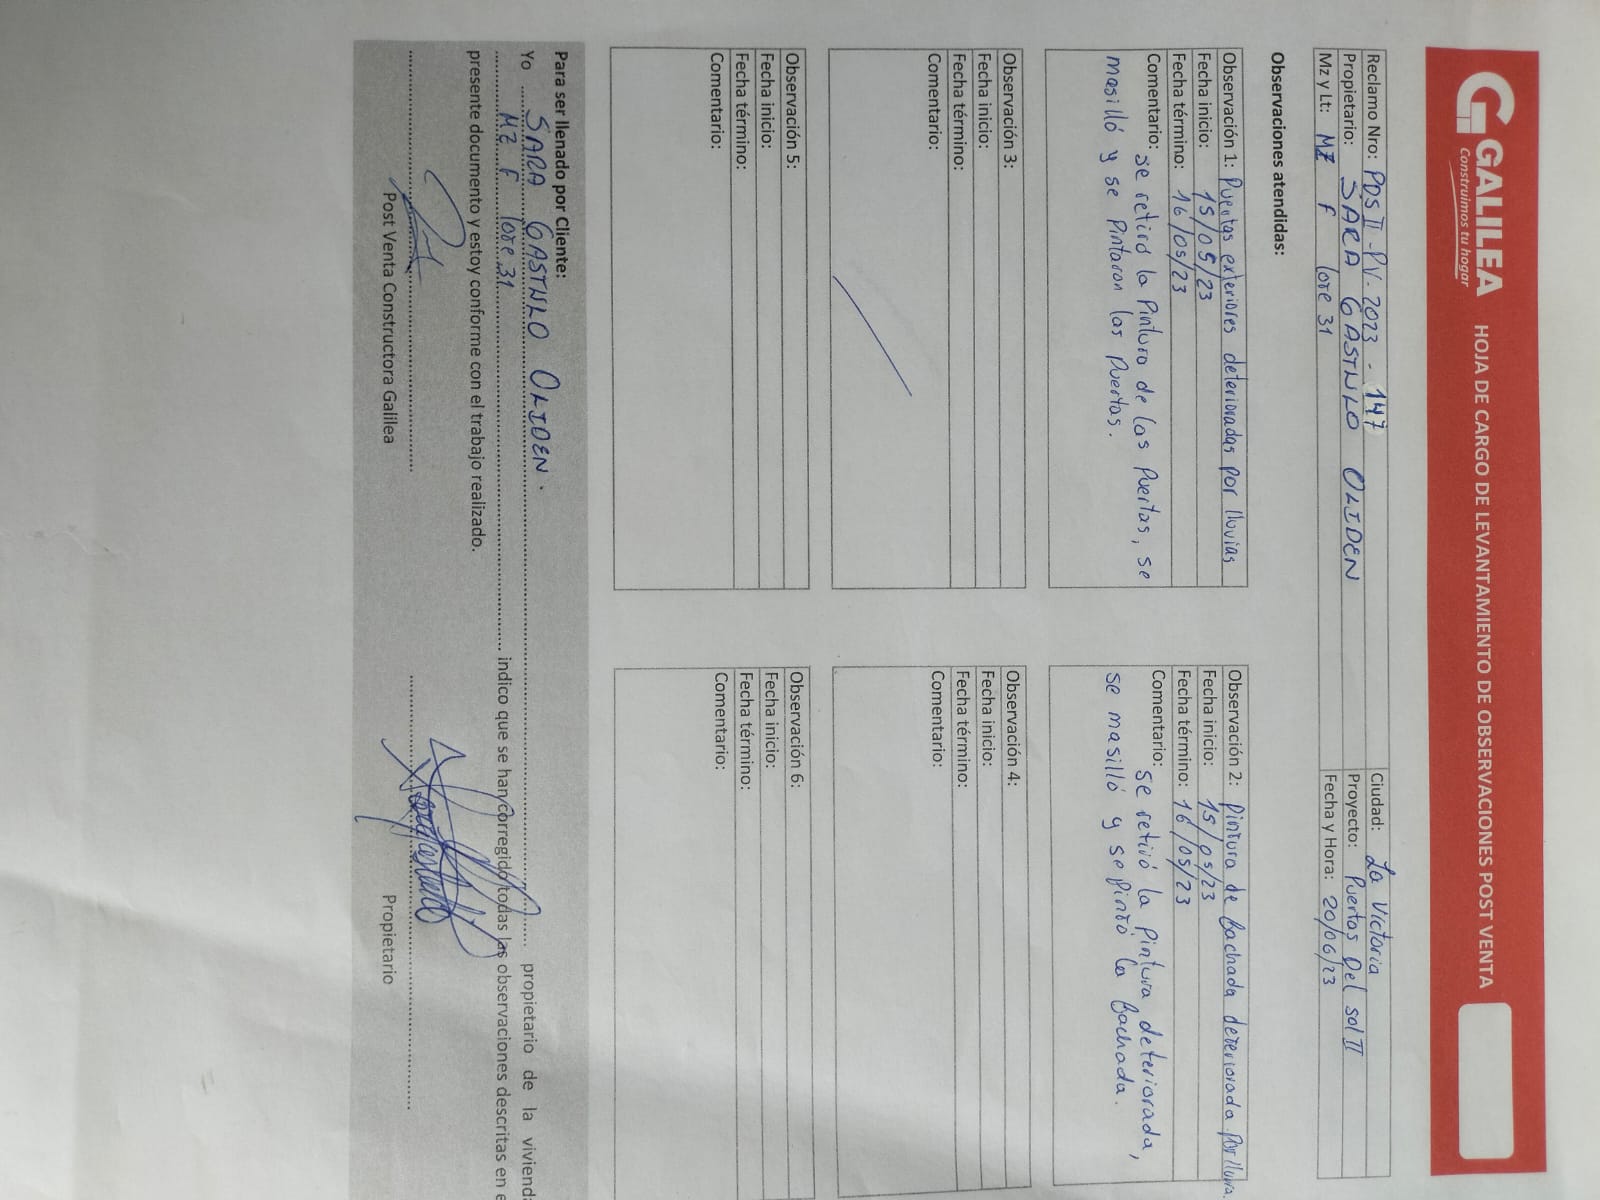 GALILEA
Construimos tu hogar
HOJA DE CARGO DE LEVANTAMIENTO DE OBSERVACIONES POST VENTA
Reclamo Nro: PDS II - PV. 2023 - 147
Propietario: SARA GASTNLO OLIDEN
Mz y Lt: MZ F lote 31
Ciudad: La Victoria
Proyecto: Puertas Del sol II
Fecha y Hora: 20/06/23
Observaciones atendidas:
Observación 1: Puertas exteriores deterioradas por lluvias
Fecha inicio: 15/05/23
Fecha término: 16/05/23
Comentario: se retiró la Pintura de las Puertas, se
masilló y se Pintaron las Puertas.
Observación 2: Pintura de fachada deteriorada por lluvia.
Fecha inicio: 15/05/23
Fecha término: 16/05/23
Comentario: se retiró la pintura deteriorada,
se masilló y se pintó la fachada.
Observación 3:
Fecha inicio:
Fecha término:
Comentario:
Observación 4:
Fecha inicio:
Fecha término:
Comentario:
Observación 5:
Fecha inicio:
Fecha término:
Comentario:
Observación 6:
Fecha inicio:
Fecha término:
Comentario:
Para ser llenado por Cliente:
Yo SARA GASTNLO OLIDEN. propietario de la vivienda
MZ F lote 31 indico que se han corregido todas las observaciones descritas en e
presente documento y estoy conforme con el trabajo realizado.
Post Venta Constructora Galilea
Propietario